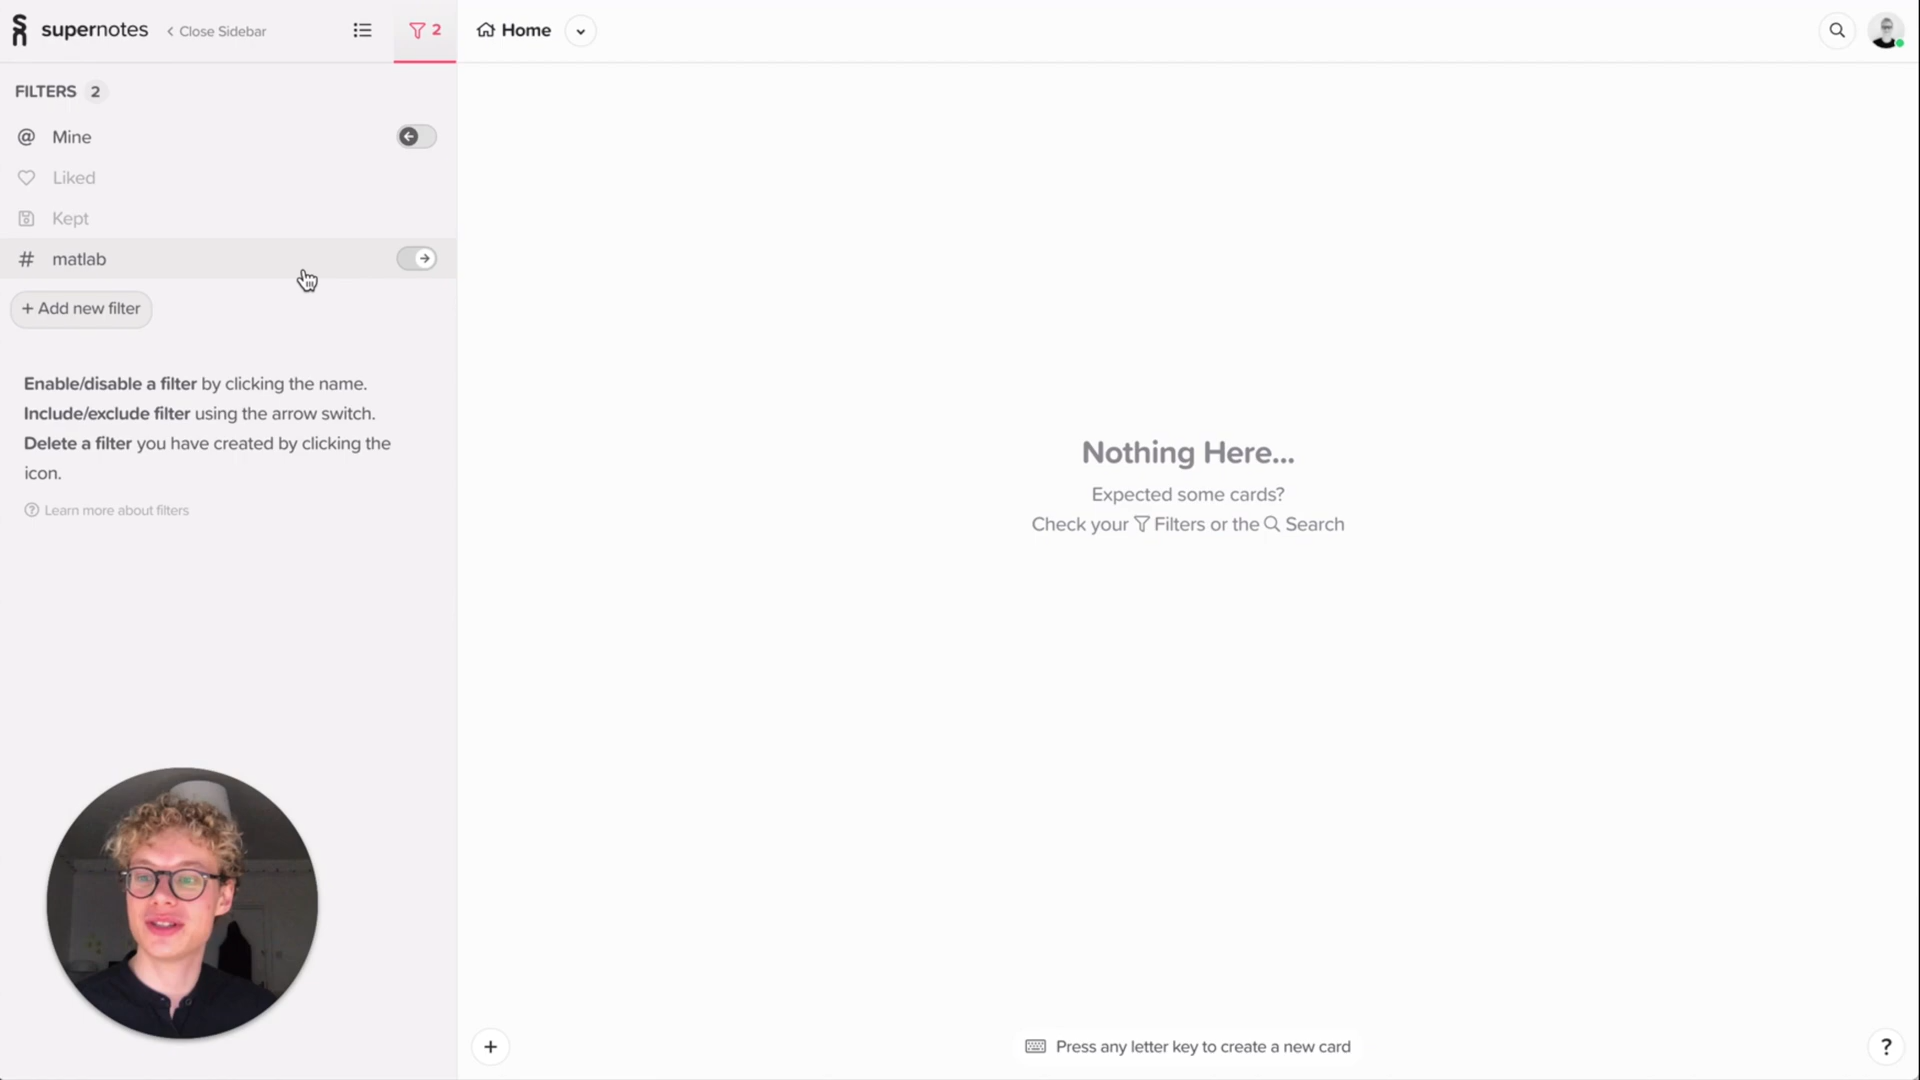 supernotes
Close Sidebar
2
Home
FILTERS 2
@ Mine
Liked
Kept
# matlab
+ Add new filter
Enable/disable a filter by clicking the name.
Include/exclude filter using the arrow switch.
Delete a filter you have created by clicking the
icon.
Learn more about filters
Nothing Here...
Expected some cards?
Check your Filters or the Search
+
Press any letter key to create a new card
?